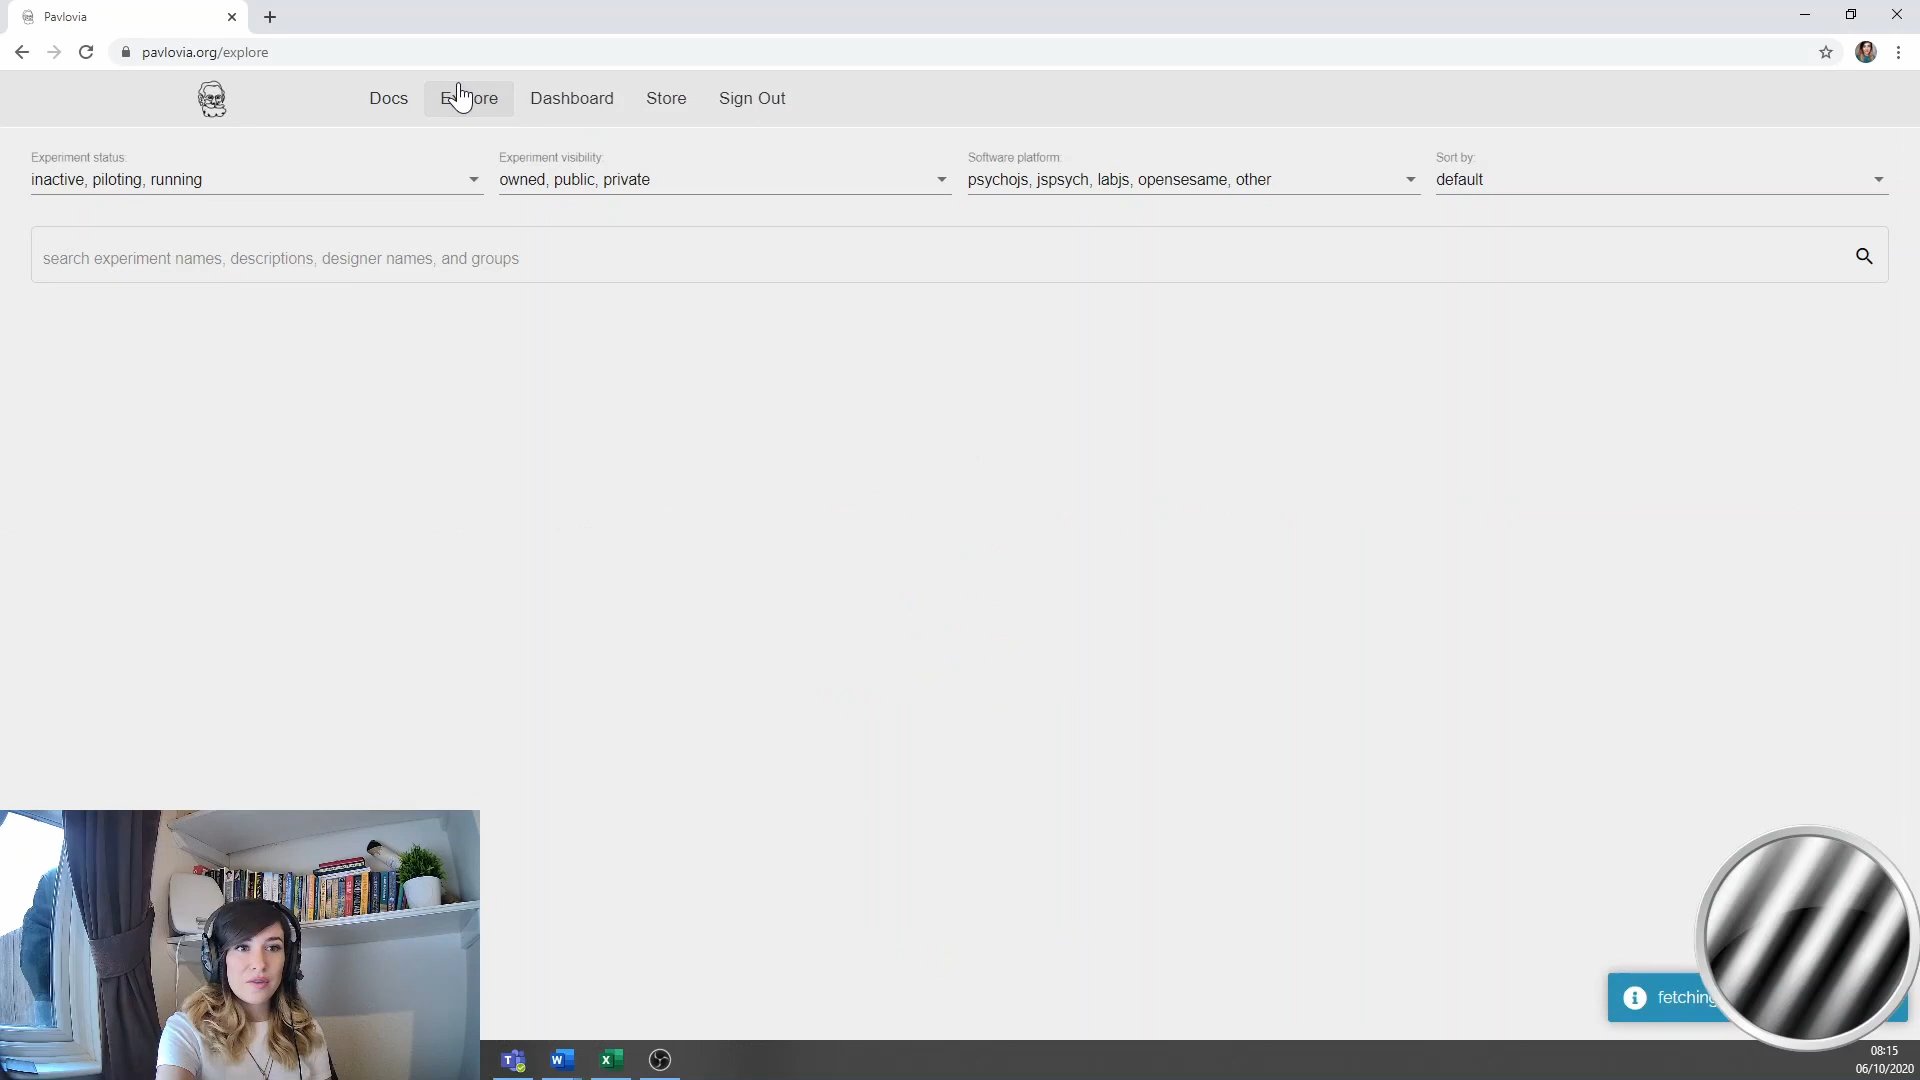 Pavlovia
pavlovia.org/explore
Docs
Dashboard
Store
Sign Out
Experiment status:
inactive, piloting, running
Experiment visibility:
owned, public, private
Software platform:
psychojs, jspsych, labjs, opensesame, other
Sort by:
default
search experiment names, descriptions, designer names, and groups
fetching
08:15
06/10/2020